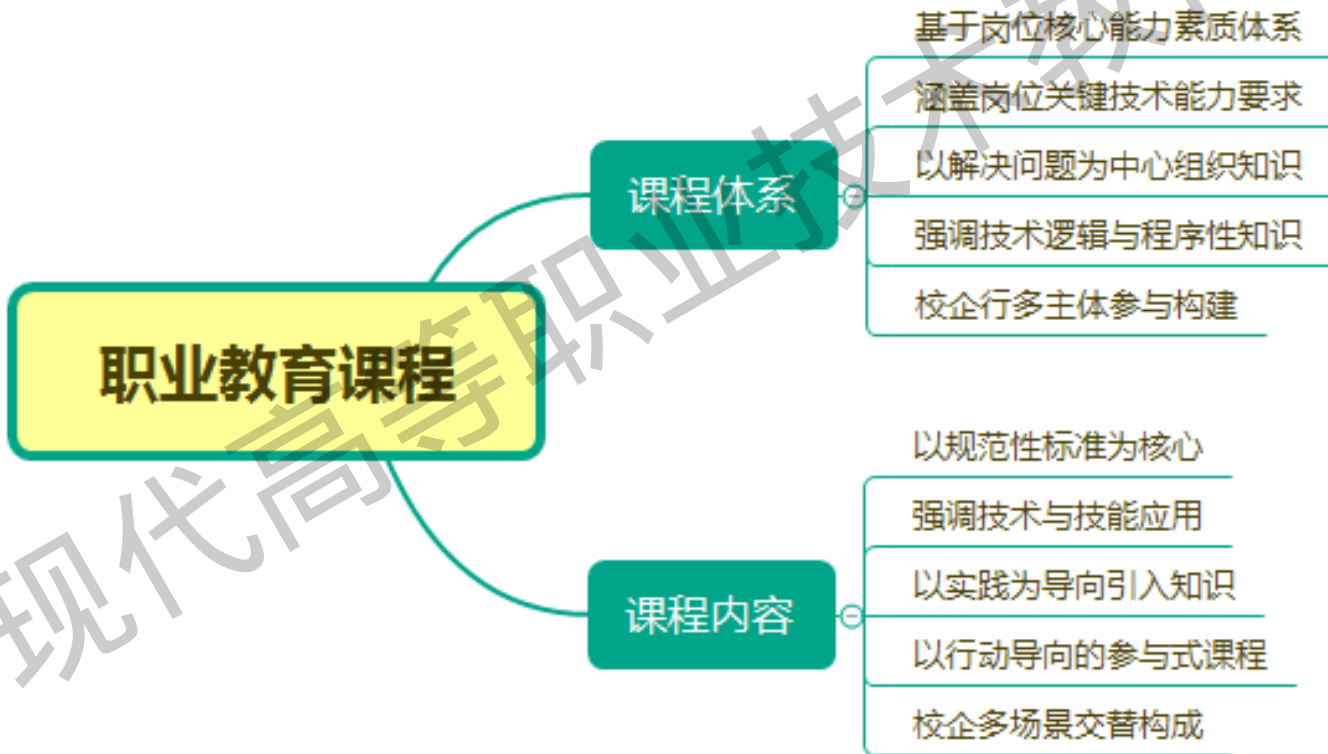 基于岗位核心能力素质体系
涵盖岗位关键技术能力要求
课程体系
以解决问题为中心组织知识
强调技术逻辑与程序性知识
校企行多主体参与构建
职业教育课程
以规范性标准为核心
强调技术与技能应用
以实践为导向引入知识
课程内容
以行动导向的参与式课程
校企多场景交替构成
现代高等职业技术教